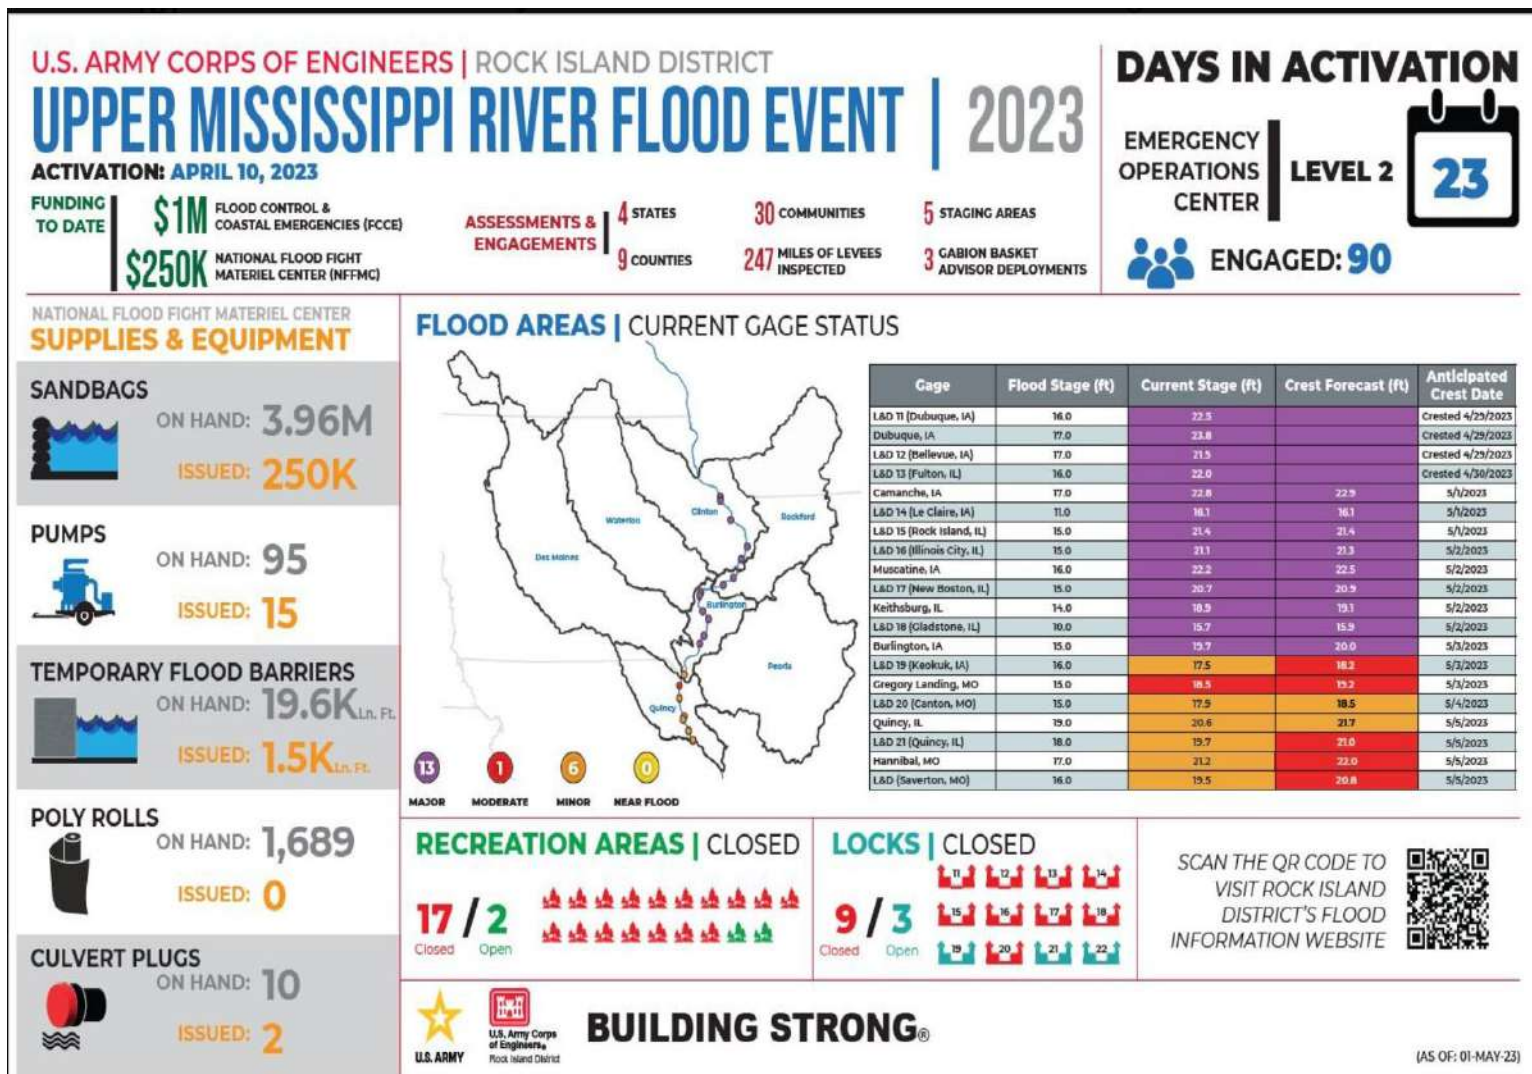 U.S. ARMY CORPS OF ENGINEERS | ROCK ISLAND DISTRICT
UPPER MISSISSIPPI RIVER FLOOD EVENT | 2023
ACTIVATION: APRIL 10, 2023
FUNDING TO DATE
$1M FLOOD CONTROL & COASTAL EMERGENCIES (FCCE)
$250K NATIONAL FLOOD FIGHT MATERIEL CENTER (NFFMC)
ASSESSMENTS & ENGAGEMENTS
4 STATES
30 COMMUNITIES
5 STAGING AREAS
9 COUNTIES
247 MILES OF LEVEES INSPECTED
3 GABION BASKET ADVISOR DEPLOYMENTS
DAYS IN ACTIVATION
EMERGENCY OPERATIONS CENTER
LEVEL 2
23
ENGAGED: 90
NATIONAL FLOOD FIGHT MATERIEL CENTER
SUPPLIES & EQUIPMENT
SANDBAGS
ON HAND: 3.96M
ISSUED: 250K
PUMPS
ON HAND: 95
ISSUED: 15
TEMPORARY FLOOD BARRIERS
ON HAND: 19.6K Ln. Ft.
ISSUED: 1.5K Ln. Ft.
POLY ROLLS
ON HAND: 1,689
ISSUED: 0
CULVERT PLUGS
ON HAND: 10
ISSUED: 2
FLOOD AREAS | CURRENT GAGE STATUS
Clinton
Rockford
Waterloo
Des Moines
Burlington
Peoria
Quincy
13 MAJOR
1 MODERATE
6 MINOR
0 NEAR FLOOD
Gage Flood Stage (ft) Current Stage (ft) Crest Forecast (ft) Anticipated Crest Date
L&D 11 (Dubuque, IA) 16.0 22.5 Crested 4/29/2023
Dubuque, IA 17.0 23.8 Crested 4/29/2023
L&D 12 (Bellevue, IA) 17.0 21.5 Crested 4/29/2023
L&D 13 (Fulton, IL) 16.0 22.0 Crested 4/30/2023
Camanche, IA 17.0 22.8 22.9 5/1/2023
L&D 14 (Le Claire, IA) 11.0 16.1 16.1 5/1/2023
L&D 15 (Rock Island, IL) 15.0 21.4 21.4 5/1/2023
L&D 16 (Illinois City, IL) 15.0 21.1 21.3 5/2/2023
Muscatine, IA 16.0 22.2 22.5 5/2/2023
L&D 17 (New Boston, IL) 15.0 20.7 20.9 5/2/2023
Keithsburg, IL 14.0 18.9 19.1 5/2/2023
L&D 18 (Gladstone, IL) 10.0 15.7 15.9 5/2/2023
Burlington, IA 15.0 19.7 20.0 5/3/2023
L&D 19 (Keokuk, IA) 16.0 17.5 18.2 5/3/2023
Gregory Landing, MO 15.0 18.5 19.2 5/3/2023
L&D 20 (Canton, MO) 15.0 17.9 18.5 5/4/2023
Quincy, IL 19.0 20.6 21.7 5/5/2023
L&D 21 (Quincy, IL) 18.0 19.7 21.0 5/5/2023
Hannibal, MO 17.0 21.2 22.0 5/5/2023
L&D (Saverton, MO) 16.0 19.5 20.8 5/5/2023
RECREATION AREAS | CLOSED
17 / 2
Closed Open
LOCKS | CLOSED
9 / 3
Closed Open
11 12 13 14
15 16 17 18
19 20 21 22
SCAN THE QR CODE TO
VISIT ROCK ISLAND
DISTRICT'S FLOOD
INFORMATION WEBSITE
U.S. ARMY
U.S. Army Corps
of Engineers®
Rock Island District
BUILDING STRONG®
(AS OF: 01-MAY-23)